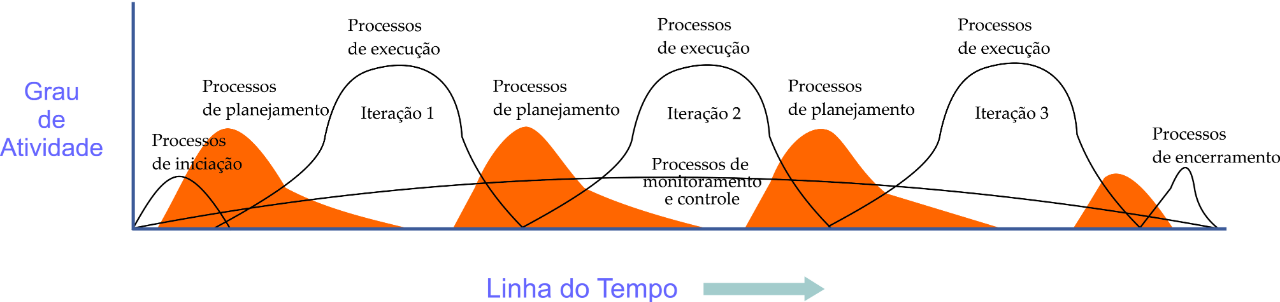 Grau
de
Atividade
Processos
de iniciação
Processos
de planejamento
Processos
de execução
Iteração 1
Processos
de planejamento
Processos
de execução
Iteração 2
Processos de
monitoramento
e controle
Processos
de planejamento
Processos
de execução
Iteração 3
Processos
de encerramento
Linha do Tempo